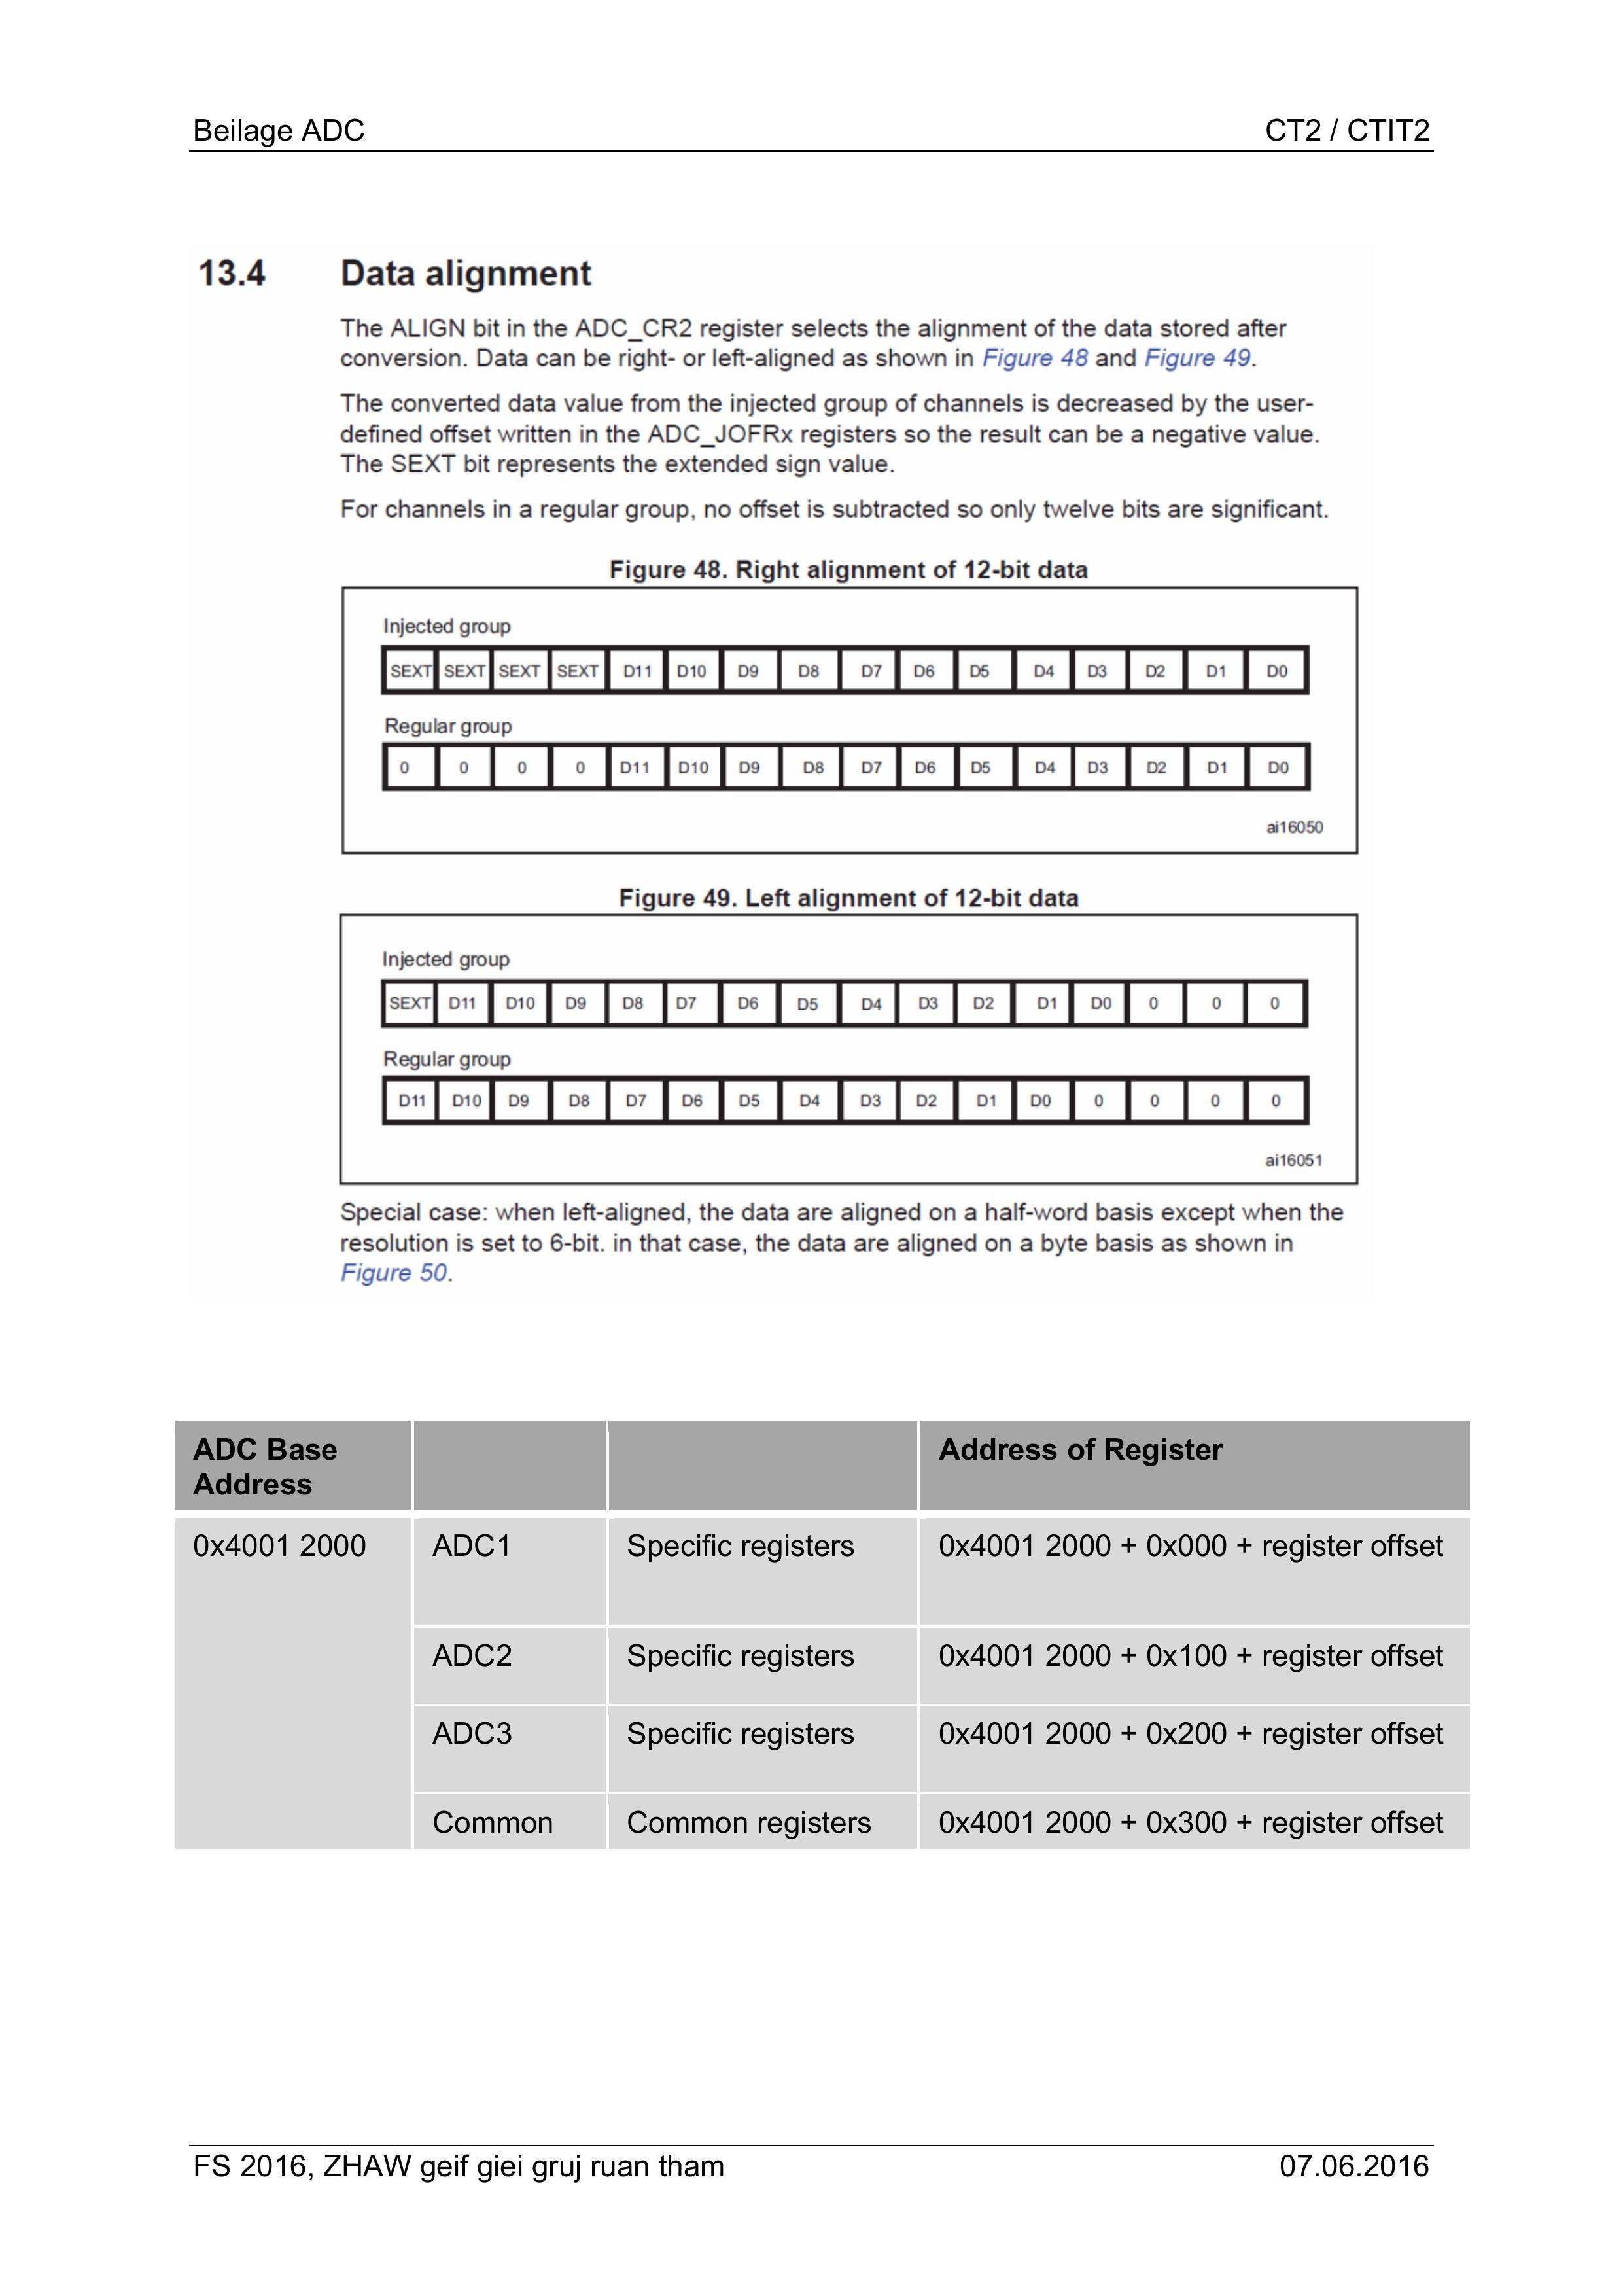 Beilage ADC CT2 / CTIT2
13.4 Data alignment
The ALIGN bit in the ADC_CR2 register selects the alignment of the data stored after
conversion. Data can be right- or left-aligned as shown in Figure 48 and Figure 49.
The converted data value from the injected group of channels is decreased by the user-
defined offset written in the ADC_JOFRx registers so the result can be a negative value.
The SEXT bit represents the extended sign value.
For channels in a regular group, no offset is subtracted so only twelve bits are significant.
Figure 48. Right alignment of 12-bit data
Injected group
SEXT SEXT SEXT SEXT D11 D10 D9 D8 D7 D6 D5 D4 D3 D2 D1 D0
Regular group
0 0 0 0 D11 D10 D9 D8 D7 D6 D5 D4 D3 D2 D1 D0
ai16050
Figure 49. Left alignment of 12-bit data
Injected group
SEXT D11 D10 D9 D8 D7 D6 D5 D4 D3 D2 D1 D0 0 0 0
Regular group
D11 D10 D9 D8 D7 D6 D5 D4 D3 D2 D1 D0 0 0 0 0
ai16051
Special case: when left-aligned, the data are aligned on a half-word basis except when the
resolution is set to 6-bit. in that case, the data are aligned on a byte basis as shown in
Figure 50.
ADC Base Address of Register
Address
0x4001 2000 ADC1 Specific registers 0x4001 2000 + 0x000 + register offset
ADC2 Specific registers 0x4001 2000 + 0x100 + register offset
ADC3 Specific registers 0x4001 2000 + 0x200 + register offset
Common Common registers 0x4001 2000 + 0x300 + register offset
FS 2016, ZHAW geif giei gruj ruan tham 07.06.2016